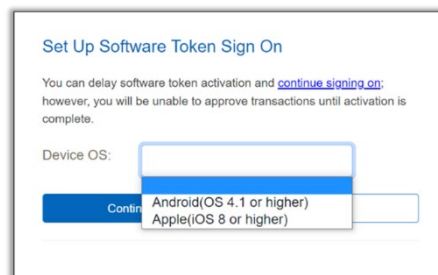 Set Up Software Token Sign On
You can delay software token activation and continue signing on;
however, you will be unable to approve transactions until activation is
complete.
Device OS:
Android(OS 4.1 or higher)
Apple(iOS 8 or higher)